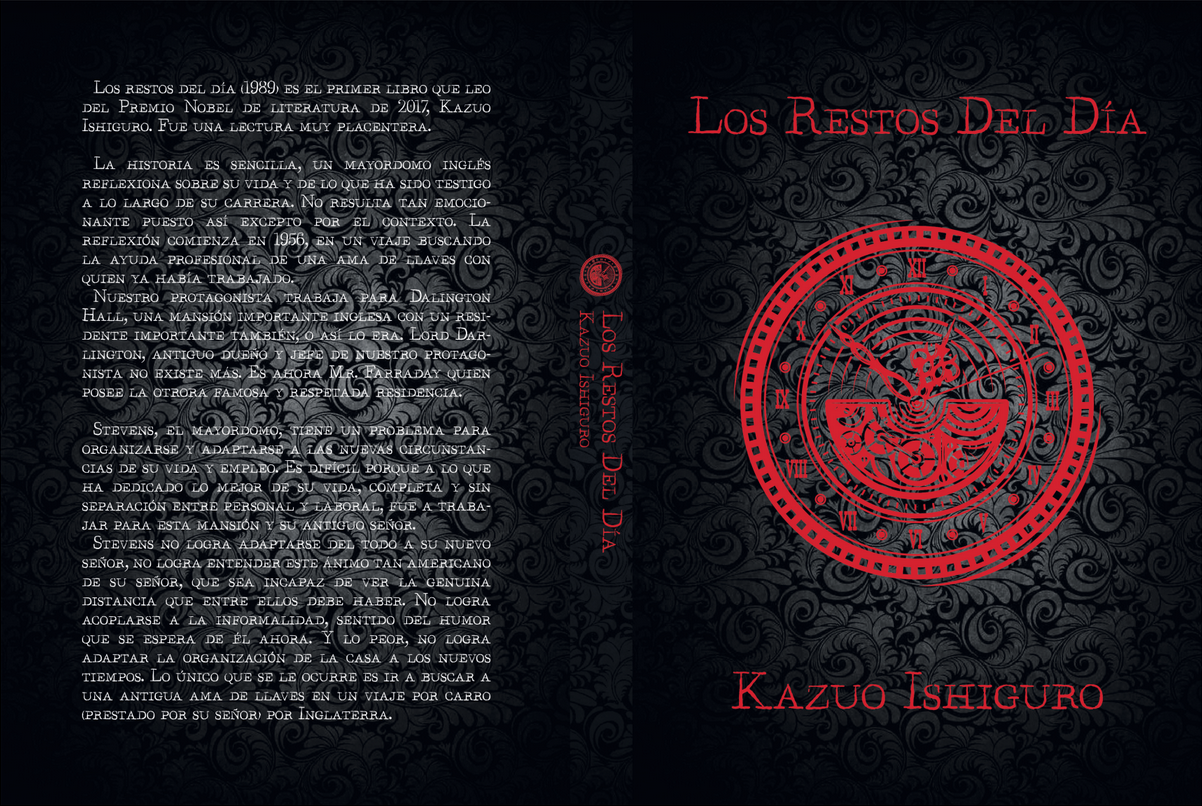 Los restos del día (1989) es el primer libro que leo
del Premio Nobel de literatura de 2017, Kazuo
Ishiguro. Fue una lectura muy placentera.
La historia es sencilla, un mayordomo inglés
reflexiona sobre su vida y de lo que ha sido testigo
a lo largo de su carrera. No resulta tan emocio-
nante puesto así excepto por el contexto. La
reflexión comienza en 1956, en un viaje buscando
la ayuda profesional de una ama de llaves con
quien ya había trabajado.
Nuestro protagonista trabaja para Dalington
Hall, una mansión importante inglesa con un resi-
dente importante también, o así lo era. Lord Dar-
lington, antiguo dueño y jefe de nuestro protago-
nista no existe más. Es ahora Mr. Farraday quien
posee la otrora famosa y respetada residencia.
Stevens, el mayordomo, tiene un problema para
organizarse y adaptarse a las nuevas circunstan-
cias de su vida y empleo. Es difícil porque a lo que
ha dedicado lo mejor de su vida, completa y sin
separación entre personal y laboral, fue a traba-
jar para esta mansión y su antiguo señor.
Stevens no logra adaptarse del todo a su nuevo
señor, no logra entender este ánimo tan americano
de su señor, que sea incapaz de ver la genuina
distancia que entre ellos debe haber. No logra
acoplarse a la informalidad, sentido del humor
que se espera de él ahora. Y lo peor, no logra
adaptar la organización de la casa a los nuevos
tiempos. Lo único que se le ocurre es ir a buscar a
una antigua ama de llaves en un viaje por carro
(prestado por su señor) por Inglaterra.
Los Restos Del Día
Kazuo Ishiguro
Los Restos Del Día
XII
I
II
III
V
VI
VII
VIII
IX
X
XI
Kazuo Ishiguro